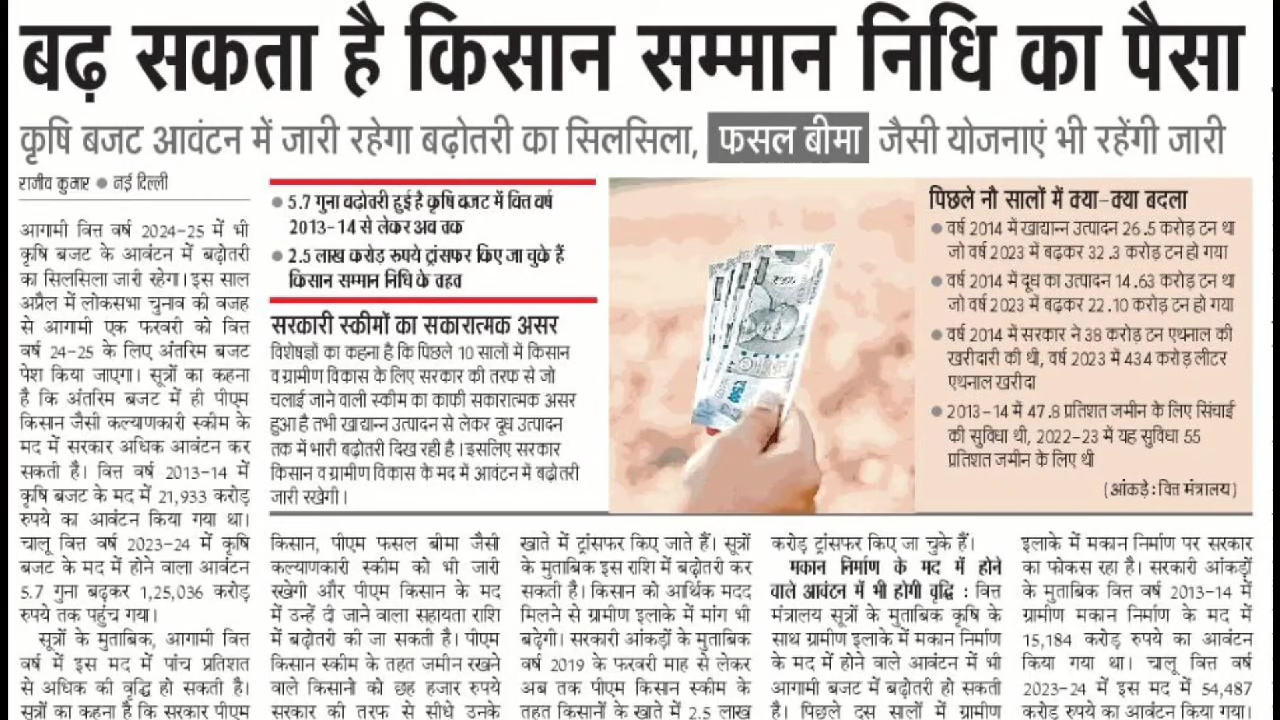 बढ़ सकता है किसान सम्मान निधि का पैसा
कृषि बजट आवंटन में जारी रहेगा बढ़ोतरी का सिलसिला, फसल बीमा जैसी योजनाएं भी रहेंगी जारी
राजीव कुमार ● नई दिल्ली
आगामी वित्त वर्ष 2024-25 में भी
कृषि बजट के आवंटन में बढ़ोतरी
का सिलसिला जारी रहेगा। इस साल
अप्रैल में लोकसभा चुनाव की वजह
से आगामी एक फरवरी को वित्त
वर्ष 24-25 के लिए अंतरिम बजट
पेश किया जाएगा। सूत्रों का कहना
है कि अंतरिम बजट में ही पीएम
किसान जैसी कल्याणकारी स्कीम के
मद में सरकार अधिक आवंटन कर
सकती है। वित्त वर्ष 2013-14 में
कृषि बजट के मद में 21,933 करोड़
रुपये का आवंटन किया गया था।
चालू वित्त वर्ष 2023-24 में कृषि
बजट के मद में होने वाला आवंटन
5.7 गुना बढ़कर 1,25,036 करोड़
रुपये तक पहुंच गया।
सूत्रों के मुताबिक, आगामी वित्त
वर्ष में इस मद में पांच प्रतिशत
से अधिक की वृद्धि हो सकती है।
सूत्रों का कहना है कि सरकार पीएम
● 5.7 गुना बढ़ोतरी हुई है कृषि बजट में वित्त वर्ष
2013-14 से लेकर अब तक
● 2.5 लाख करोड़ रुपये ट्रांसफर किए जा चुके हैं
किसान सम्मान निधि के तहत
सरकारी स्कीमों का सकारात्मक असर
विशेषज्ञों का कहना है कि पिछले 10 सालों में किसान
व ग्रामीण विकास के लिए सरकार की तरफ से जो
चलाई जाने वाली स्कीम का काफी सकारात्मक असर
हुआ है तभी खाद्यान्न उत्पादन से लेकर दूध उत्पादन
तक में भारी बढ़ोतरी दिख रही है। इसलिए सरकार
किसान व ग्रामीण विकास के मद में आवंटन में बढ़ोतरी
जारी रखेगी।
पिछले नौ सालों में क्या-क्या बदला
● वर्ष 2014 में खाद्यान्न उत्पादन 26.5 करोड़ टन था
जो वर्ष 2023 में बढ़कर 32.3 करोड़ टन हो गया
● वर्ष 2014 में दूध का उत्पादन 14.63 करोड़ टन था
जो वर्ष 2023 में बढ़कर 22.10 करोड़ टन हो गया
● वर्ष 2014 में सरकार ने 38 करोड़ टन एथनाल की
खरीदारी की थी, वर्ष 2023 में 434 करोड़ लीटर
एथनाल खरीदा
● 2013-14 में 47.8 प्रतिशत जमीन के लिए सिंचाई
की सुविधा थी, 2022-23 में यह सुविधा 55
प्रतिशत जमीन के लिए थी
(आंकड़े : वित्त मंत्रालय)
किसान, पीएम फसल बीमा जैसी
कल्याणकारी स्कीम को भी जारी
रखेगी और पीएम किसान के मद
में उन्हें दी जाने वाला सहायता राशि
में बढ़ोतरी की जा सकती है। पीएम
किसान स्कीम के तहत जमीन रखने
वाले किसानों को छह हजार रुपये
सरकार की तरफ से सीधे उनके
खाते में ट्रांसफर किए जाते हैं। सूत्रों
के मुताबिक इस राशि में बढ़ोतरी कर
सकती है। किसान को आर्थिक मदद
मिलने से ग्रामीण इलाके में मांग भी
बढ़ेगी। सरकारी आंकड़ों के मुताबिक
वर्ष 2019 के फरवरी माह से लेकर
अब तक पीएम किसान स्कीम के
तहत किसानों के खाते में 2.5 लाख
करोड़ ट्रांसफर किए जा चुके हैं।
मकान निर्माण के मद में होने
वाले आवंटन में भी होगी वृद्धि : वित्त
मंत्रालय सूत्रों के मुताबिक कृषि के
साथ ग्रामीण इलाके में मकान निर्माण
के मद में होने वाले आवंटन में भी
आगामी बजट में बढ़ोतरी हो सकती
है। पिछले दस सालों में ग्रामीण
इलाके में मकान निर्माण पर सरकार
का फोकस रहा है। सरकारी आंकड़ों
के मुताबिक वित्त वर्ष 2013-14 में
ग्रामीण मकान निर्माण के मद में
15,184 करोड़ रुपये का आवंटन
किया गया था। चालू वित्त वर्ष
2023-24 में इस मद में 54,487
करोड़ रुपये का आवंटन किया गया।